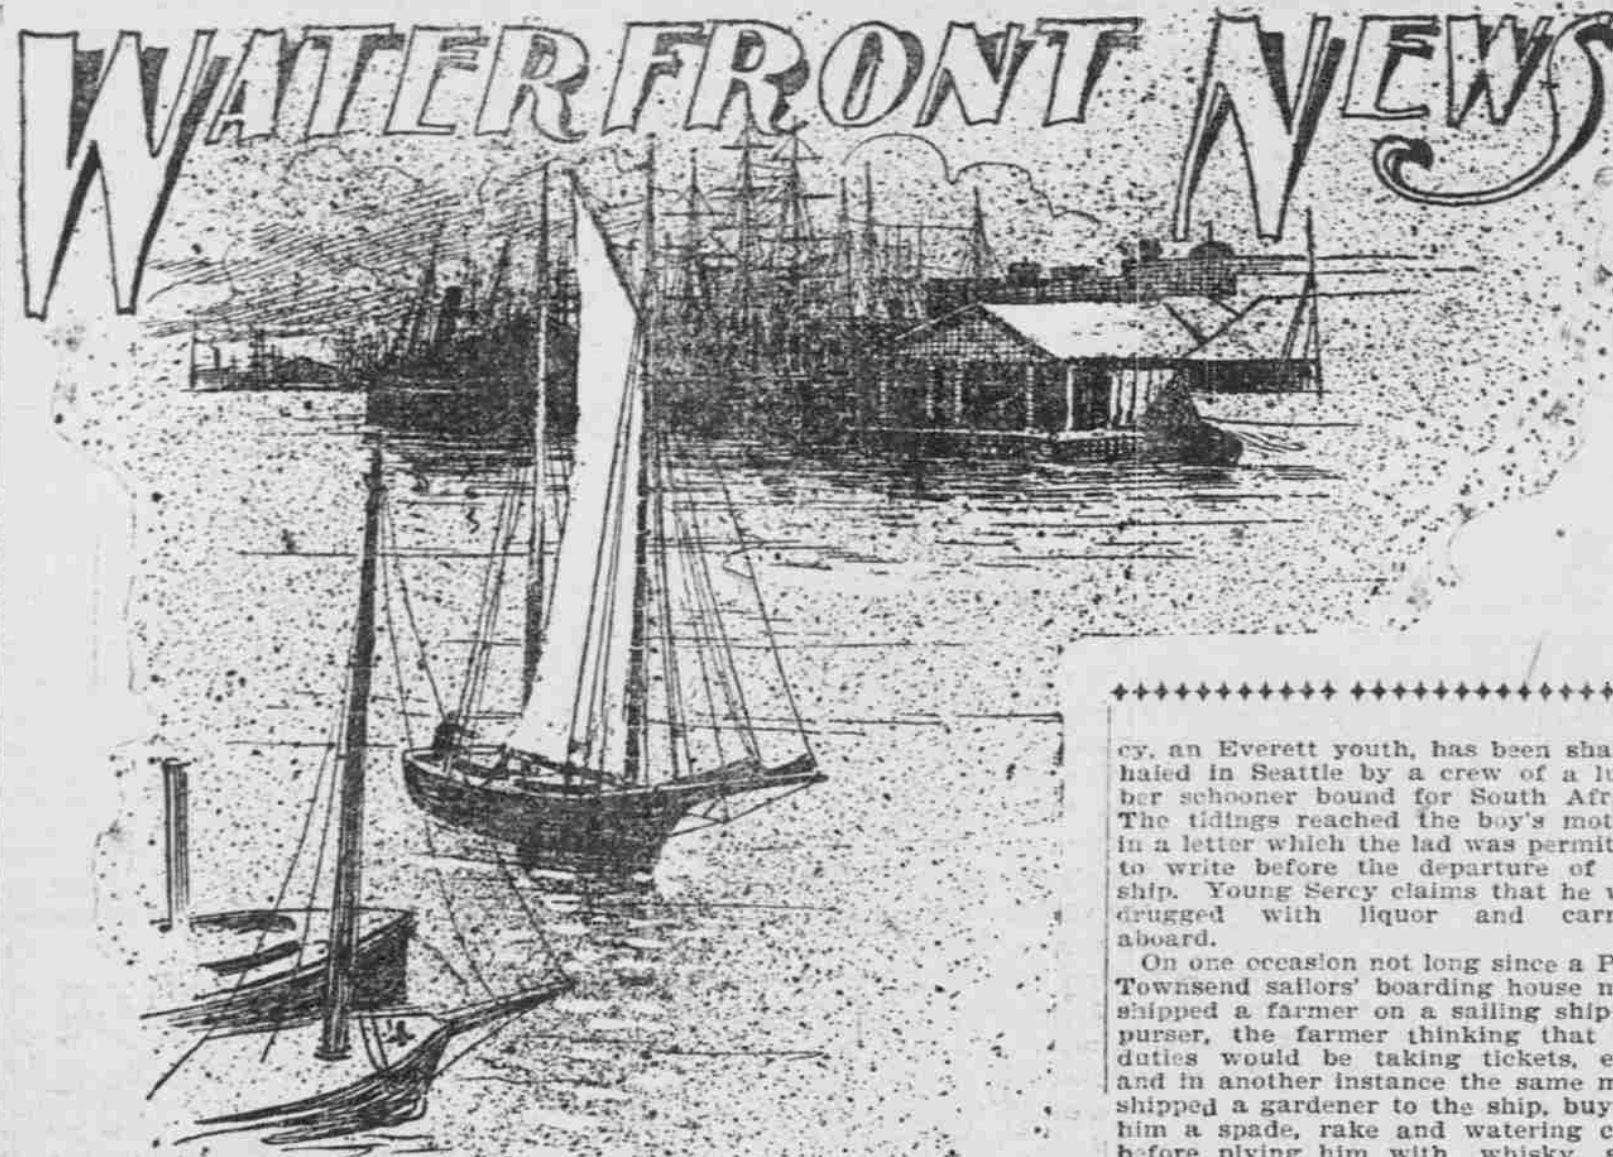 WATERFRONT NEWS
cy, an Everett youth, has been sha
haied in Seattle by a crew of a lu
ber schooner bound for South Afr
The tidings reached the boy's mot
in a letter which the lad was permit
to write before the departure of
ship. Young Sercy claims that he w
drugged with liquor and carr
aboard.
On one occasion not long since a P
Townsend sailors' boarding house m
shipped a farmer on a sailing ship
purser, the farmer thinking that
duties would be taking tickets, e
and in another instance the same m
shipped a gardener to the ship, buy
him a spade, rake and watering c
before plying him with whisky